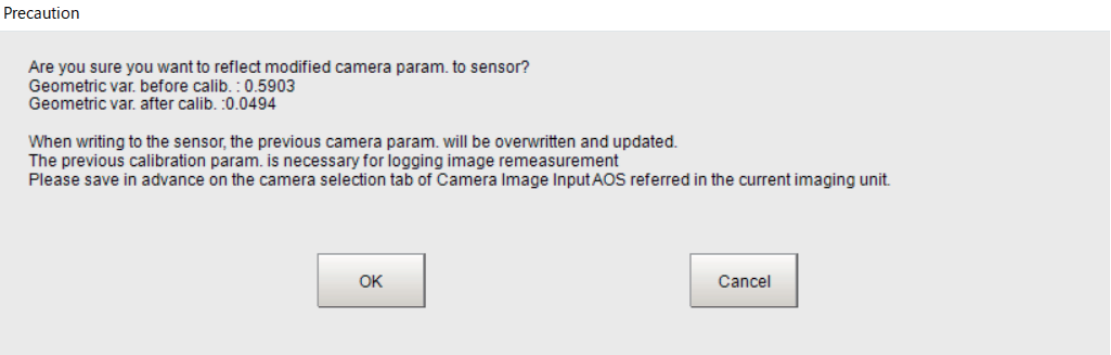 Precaution
Are you sure you want to reflect modified camera param. to sensor?
Geometric var. before calib. : 0.5903
Geometric var. after calib. :0.0494
When writing to the sensor, the previous camera param. will be overwritten and updated.
The previous calibration param. is necessary for logging image remeasurement
Please save in advance on the camera selection tab of Camera Image Input AOS referred in the current imaging unit.
OK
Cancel